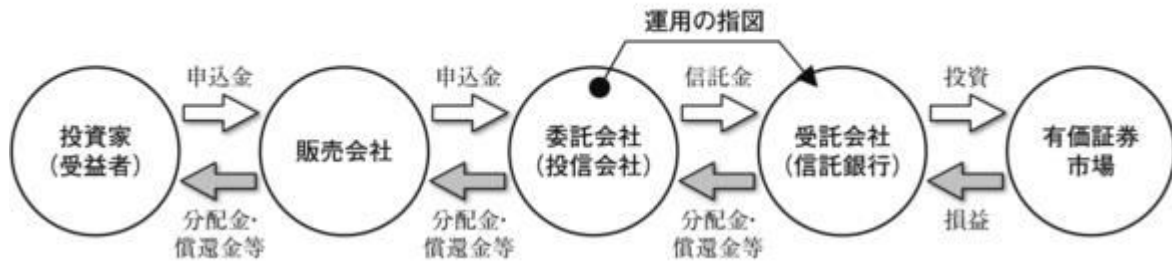 運用の指図
申込金
申込金
信託金
投資
投資家
(受益者)
販売会社
委託会社
(投信会社)
受託会社
(信託銀行)
有価証券
市場
分配金・
償還金等
分配金・
償還金等
分配金・
償還金等
損益